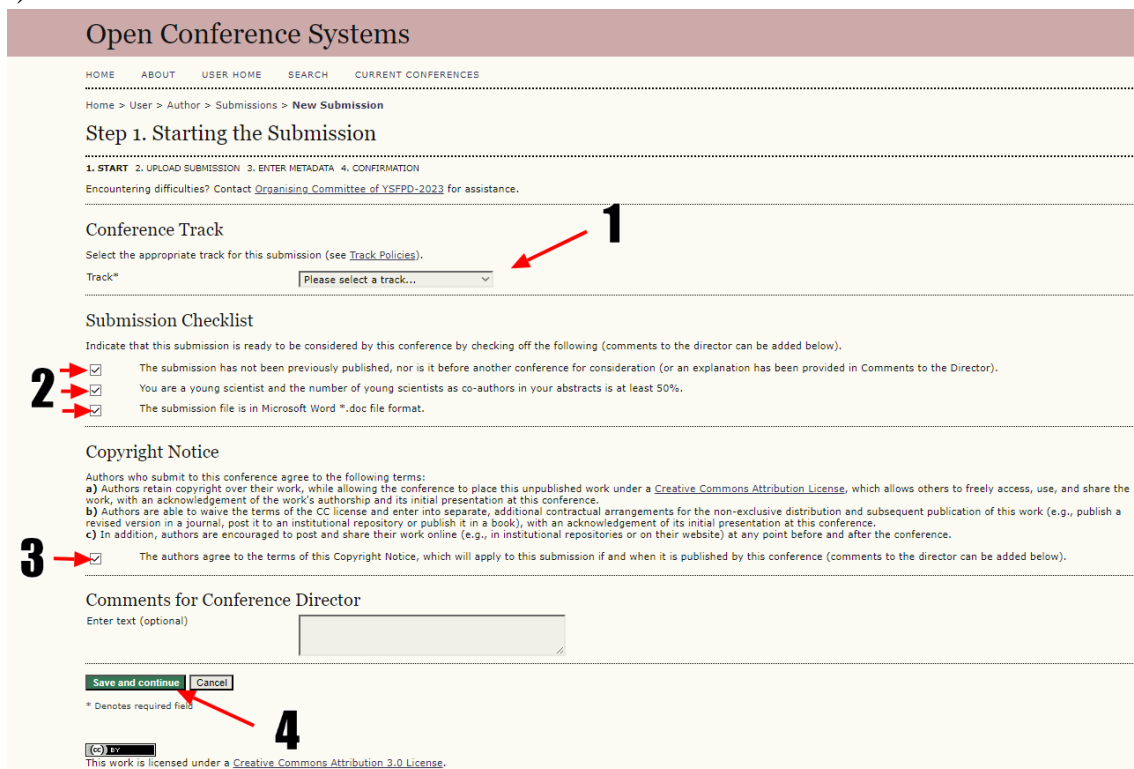 Open Conference Systems
HOME ABOUT USER HOME SEARCH CURRENT CONFERENCES
Home > User > Author > Submissions > New Submission
Step 1. Starting the Submission
1. START 2. UPLOAD SUBMISSION 3. ENTER METADATA 4. CONFIRMATION
Encountering difficulties? Contact Organising Committee of YSFPD-2023 for assistance.
1
Conference Track
Select the appropriate track for this submission (see Track Policies).
Track* Please select a track...
Submission Checklist
Indicate that this submission is ready to be considered by this conference by checking off the following (comments to the director can be added below).
2
The submission has not been previously published, nor is it before another conference for consideration (or an explanation has been provided in Comments to the Director).
You are a young scientist and the number of young scientists as co-authors in your abstracts is at least 50%.
The submission file is in Microsoft Word *.doc file format.
Copyright Notice
Authors who submit to this conference agree to the following terms:
a) Authors retain copyright over their work, while allowing the conference to place this unpublished work under a Creative Commons Attribution License, which allows others to freely access, use, and share the
work, with an acknowledgement of the work's authorship and its initial presentation at this conference.
b) Authors are able to waive the terms of the CC license and enter into separate, additional contractual arrangements for the non-exclusive distribution and subsequent publication of this work (e.g., publish a
revised version in a journal, post it to an institutional repository or publish it in a book), with an acknowledgement of its initial presentation at this conference.
c) In addition, authors are encouraged to post and share their work online (e.g., in institutional repositories or on their website) at any point before and after the conference.
3 The authors agree to the terms of this Copyright Notice, which will apply to this submission if and when it is published by this conference (comments to the director can be added below).
Comments for Conference Director
Enter text (optional)
Save and continue Cancel
* Denotes required field
4
(cc) BY
This work is licensed under a Creative Commons Attribution 3.0 License.